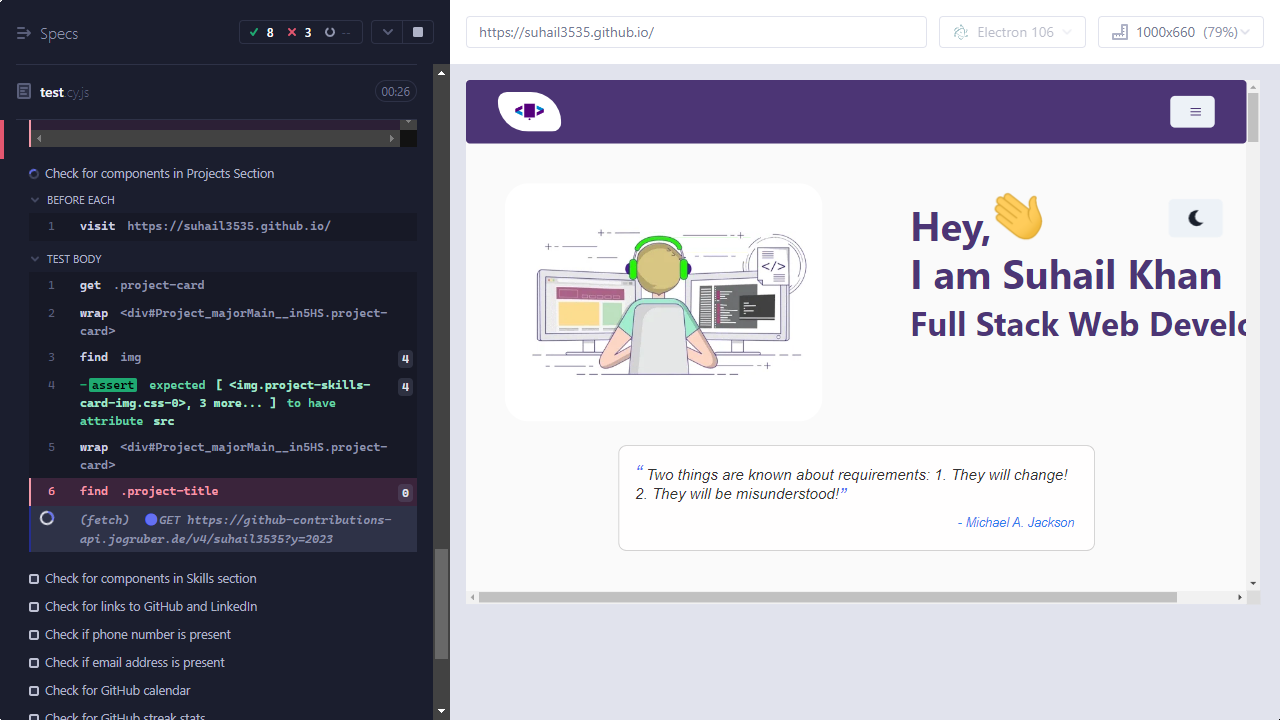 Specs
8 3 --
test.cy.js
00:26
Check for components in Projects Section
BEFORE EACH
1 visit https://suhail3535.github.io/
TEST BODY
1 get .project-card
2 wrap <div#Project_majorMain__in5HS.project-
card>
3 find img 4
4 -assert expected [ <img.project-skills- 4
card-img.css-0>, 3 more... ] to have
attribute src
5 wrap <div#Project_majorMain__in5HS.project-
card>
6 find .project-title 0
(fetch) GET https://github-contributions-
api.jogruber.de/v4/suhail3535?y=2023
Check for components in Skills section
Check for links to GitHub and LinkedIn
Check if phone number is present
Check if email address is present
Check for GitHub calendar
Check for GitHub streak stats
https://suhail3535.github.io/
Electron 106
1000x660 (79%)
Hey,
I am Suhail Khan
Full Stack Web Develo
</>
“ Two things are known about requirements: 1. They will change!
2. They will be misunderstood!”
- Michael A. Jackson